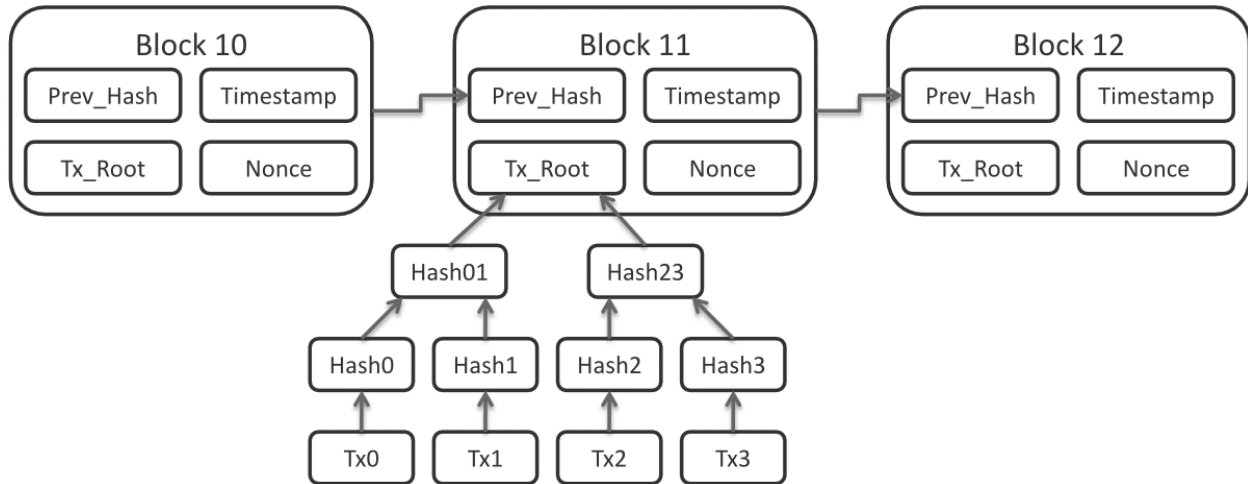 Block 10
Prev_Hash
Timestamp
Tx_Root
Nonce
Block 11
Prev_Hash
Timestamp
Tx_Root
Nonce
Block 12
Prev_Hash
Timestamp
Tx_Root
Nonce
Hash01
Hash23
Hash0
Hash1
Hash2
Hash3
Tx0
Tx1
Tx2
Tx3